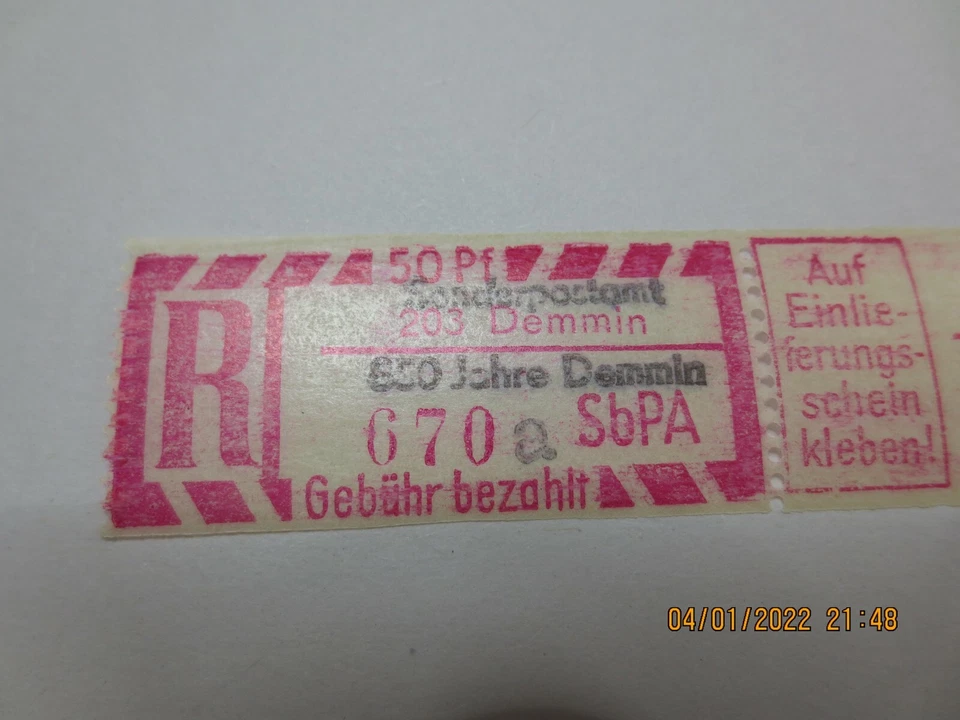 50 Pf
Sonderpostamt
203 Demmin
850 Jahre Demmin
R
670 a SbPA
Gebühr bezahlt
Auf
Einlie-
ferungs-
schein
kleben!
04/01/2022 21:48